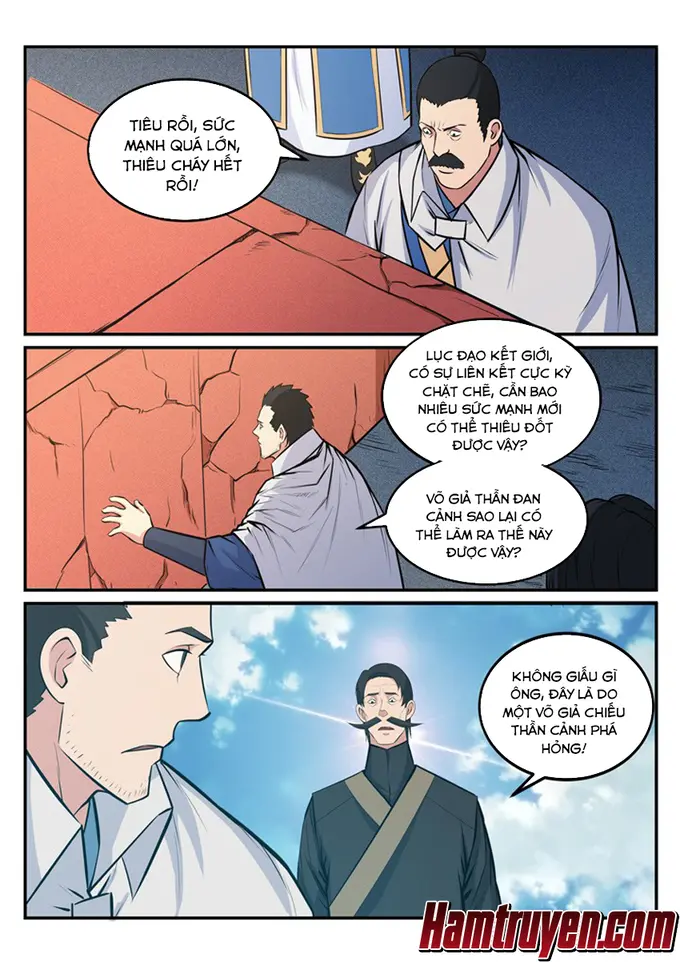 TIÊU RỒI, SỨC
MẠNH QUÁ LỚN,
THIÊU CHÁY HẾT
RỒI!
LỤC ĐẠO KẾT GIỚI,
CÓ SỰ LIÊN KẾT CỰC KỲ
CHẶT CHẼ, CẦN BAO
NHIÊU SỨC MẠNH MỚI
CÓ THỂ THIÊU ĐỐT
ĐƯỢC VẬY?
VÕ GIẢ THẦN ĐAN
CẢNH SAO LẠI CÓ
THỂ LÀM RA THẾ NÀY
ĐƯỢC VẬY?
KHÔNG GIẤU GÌ
ÔNG, ĐÂY LÀ DO
MỘT VÕ GIẢ CHIẾU
THẦN CẢNH PHÁ
HỎNG!
Hamtruyen.com